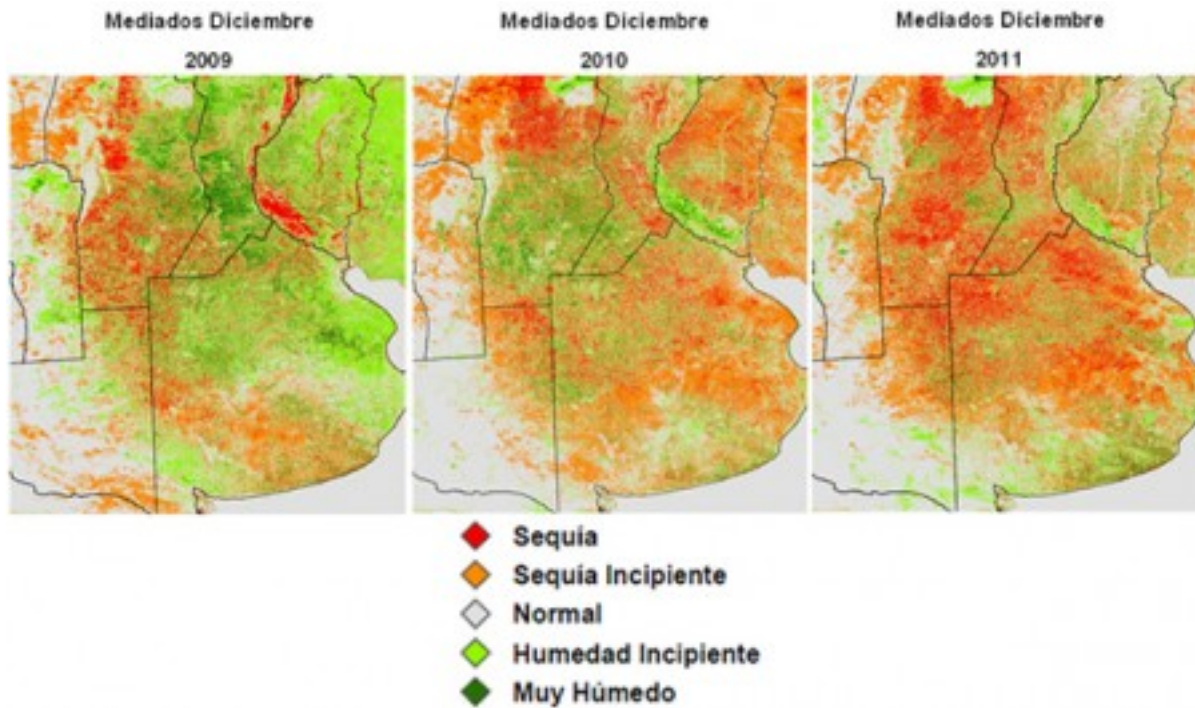 Mediados Diciembre
2009
Mediados Diciembre
2010
Mediados Diciembre
2011
Sequía
Sequía Incipiente
Normal
Humedad Incipiente
Muy Húmedo